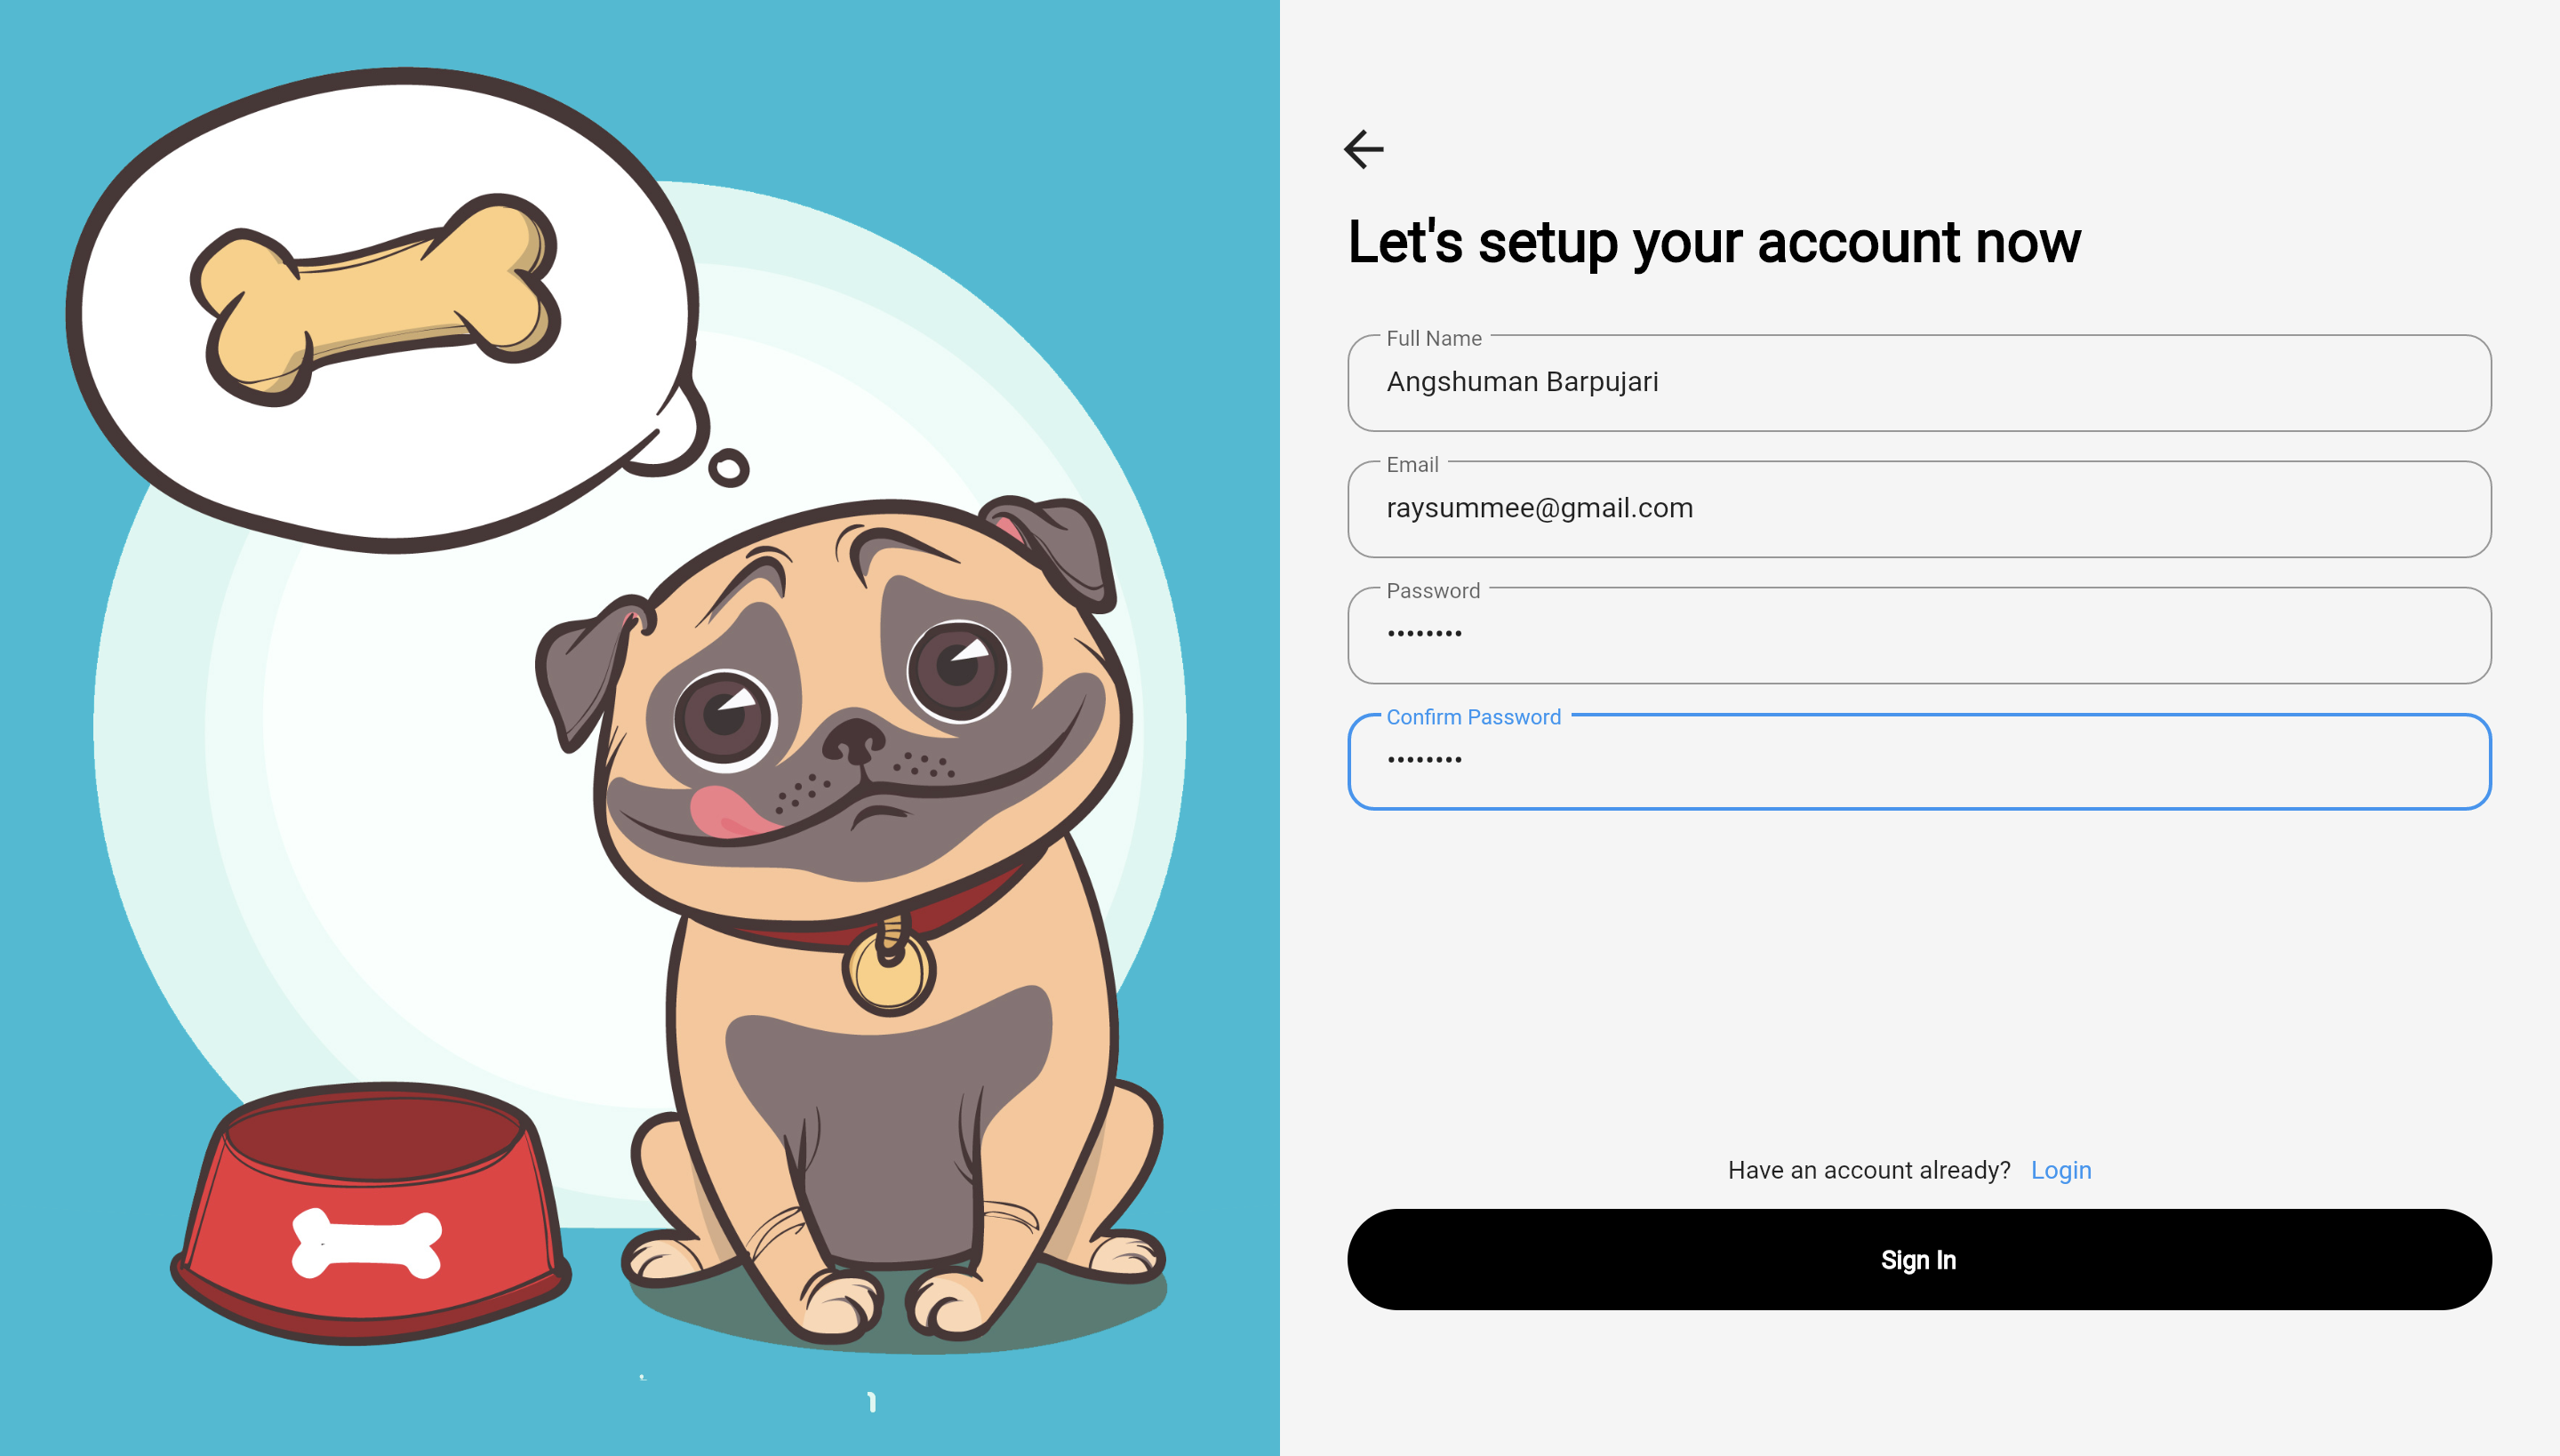 Let's setup your account now
Full Name
Angshuman Barpujari
Email
raysummee@gmail.com
Password
••••••••
Confirm Password
••••••••
Have an account already? Login
Sign In